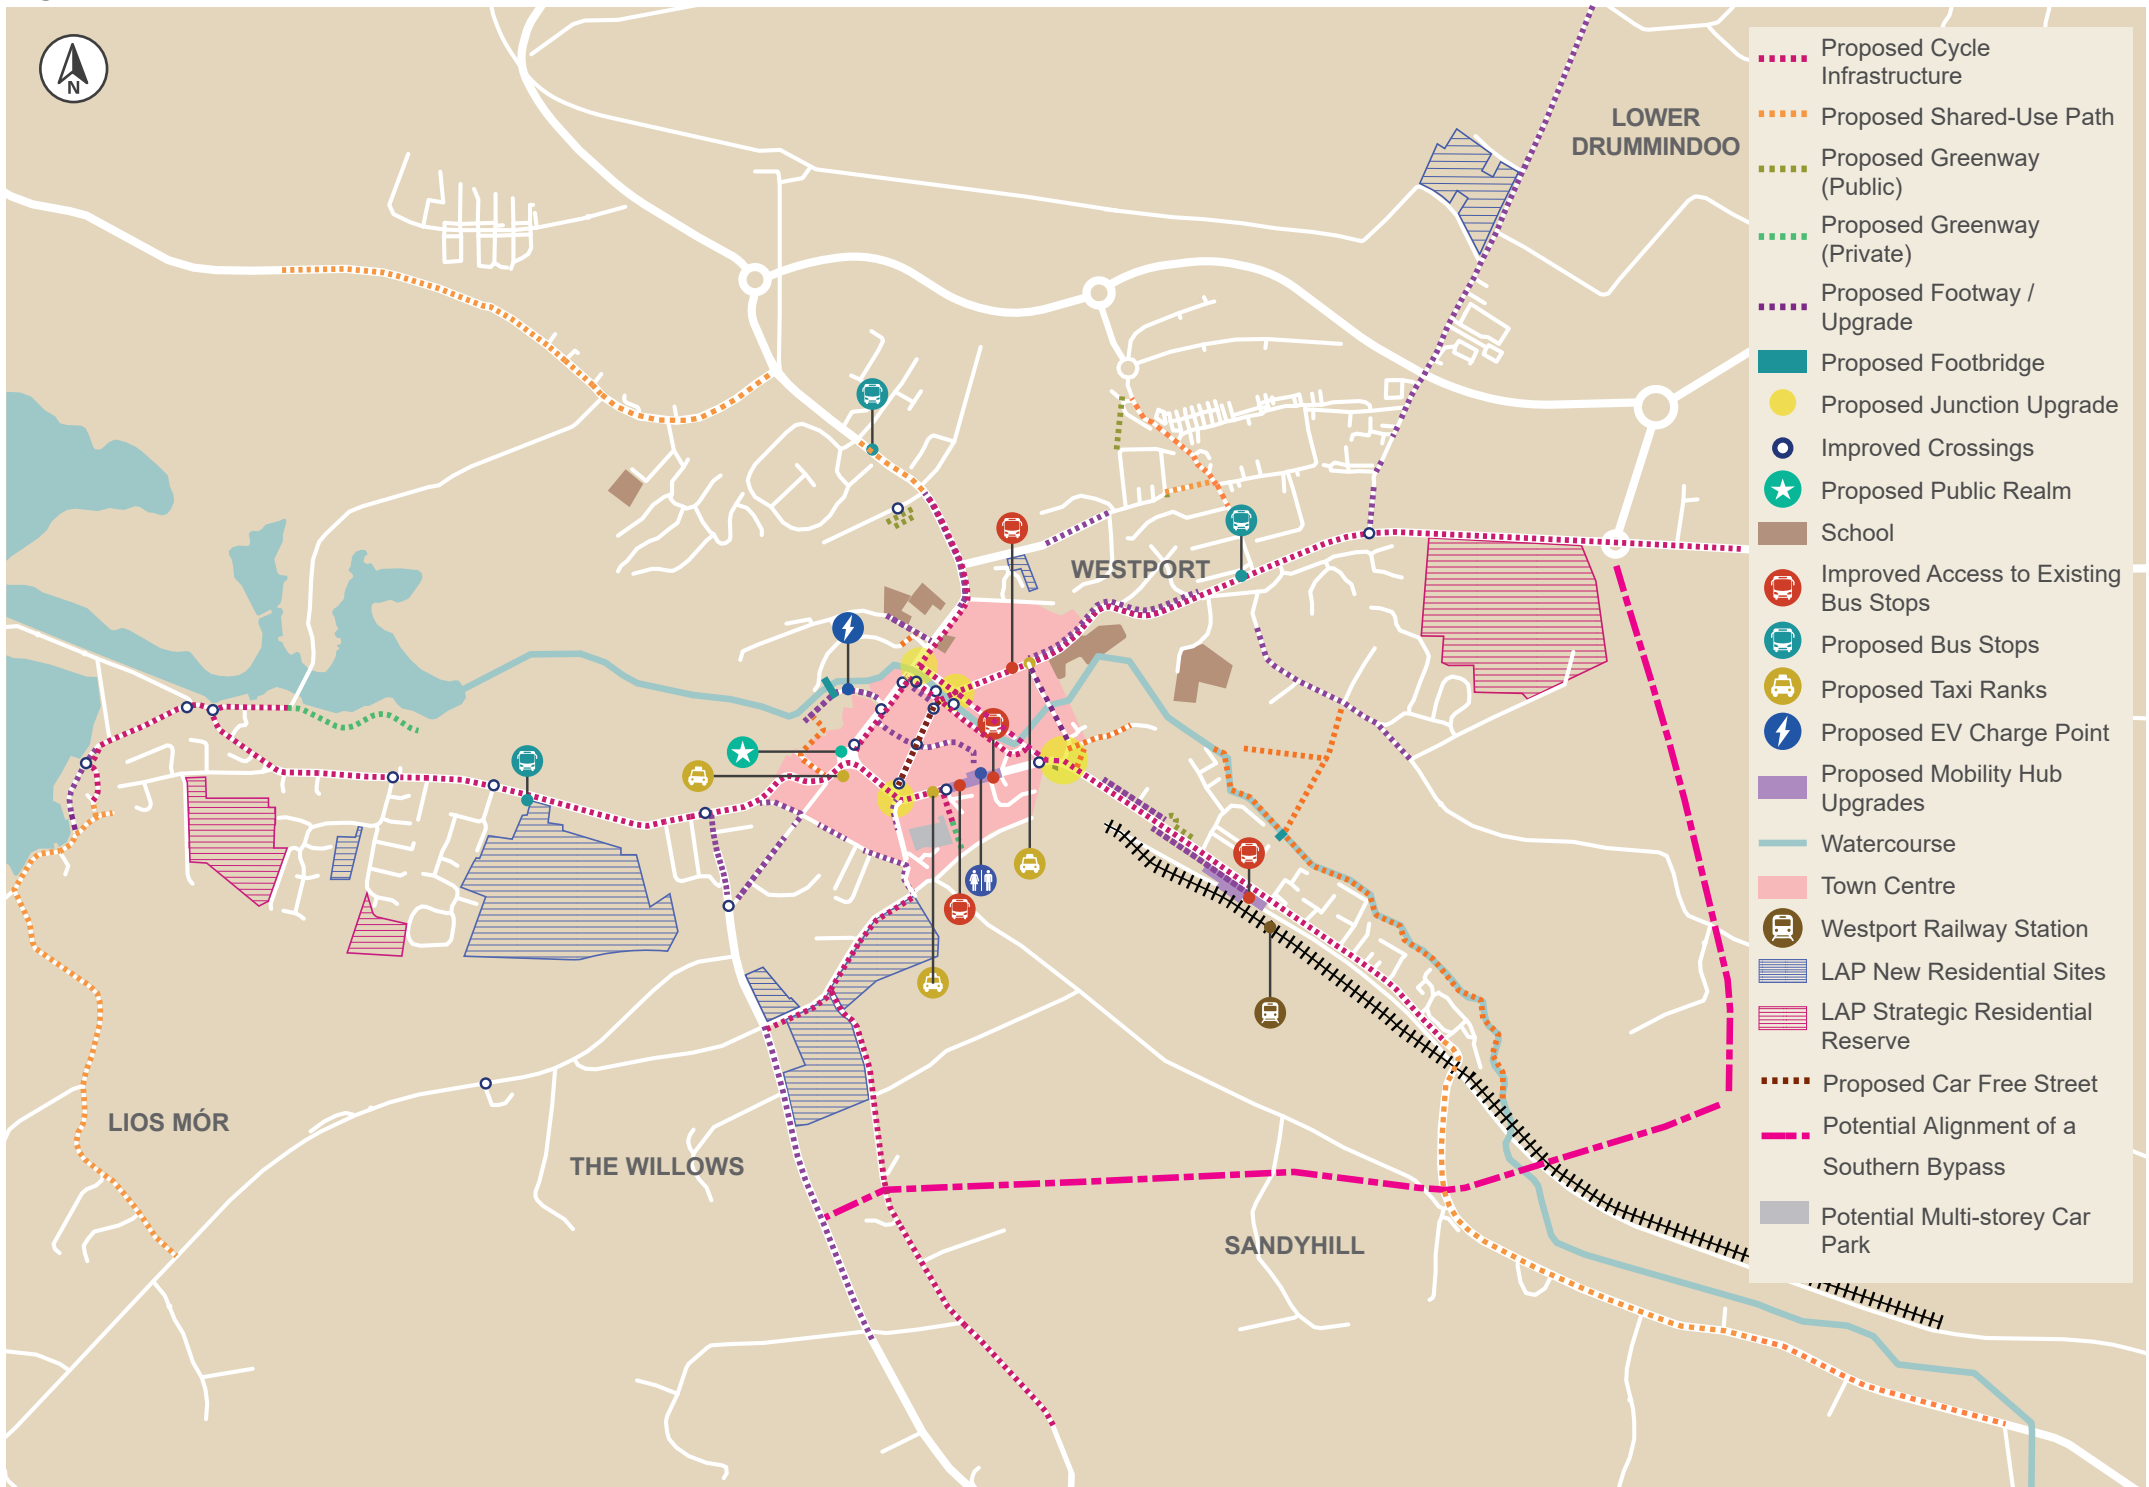 N
LOWER
DRUMMINDOO
WESTPORT
LIOS MÓR
THE WILLOWS
SANDYHILL
Proposed Cycle
Infrastructure
Proposed Shared-Use Path
Proposed Greenway
(Public)
Proposed Greenway
(Private)
Proposed Footway /
Upgrade
Proposed Footbridge
Proposed Junction Upgrade
Improved Crossings
Proposed Public Realm
School
Improved Access to Existing
Bus Stops
Proposed Bus Stops
Proposed Taxi Ranks
Proposed EV Charge Point
Proposed Mobility Hub
Upgrades
Watercourse
Town Centre
Westport Railway Station
LAP New Residential Sites
LAP Strategic Residential
Reserve
Proposed Car Free Street
Potential Alignment of a
Southern Bypass
Potential Multi-storey Car
Park